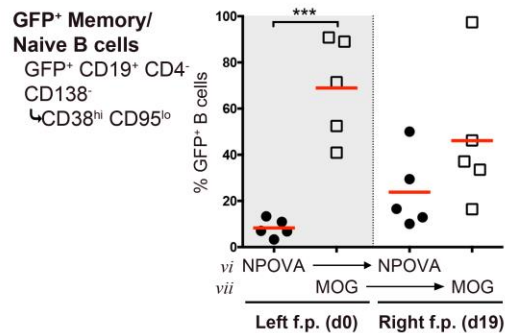 GFP⁺ Memory/
Naive B cells
GFP⁺ CD19⁺ CD4⁻
CD138⁻
CD38ʰⁱ CD95ˡᵒ
% GFP⁺ B cells
100
80
60
40
20
0
***
vi NPOVA NPOVA
vii MOG MOG
Left f.p. (d0) Right f.p. (d19)